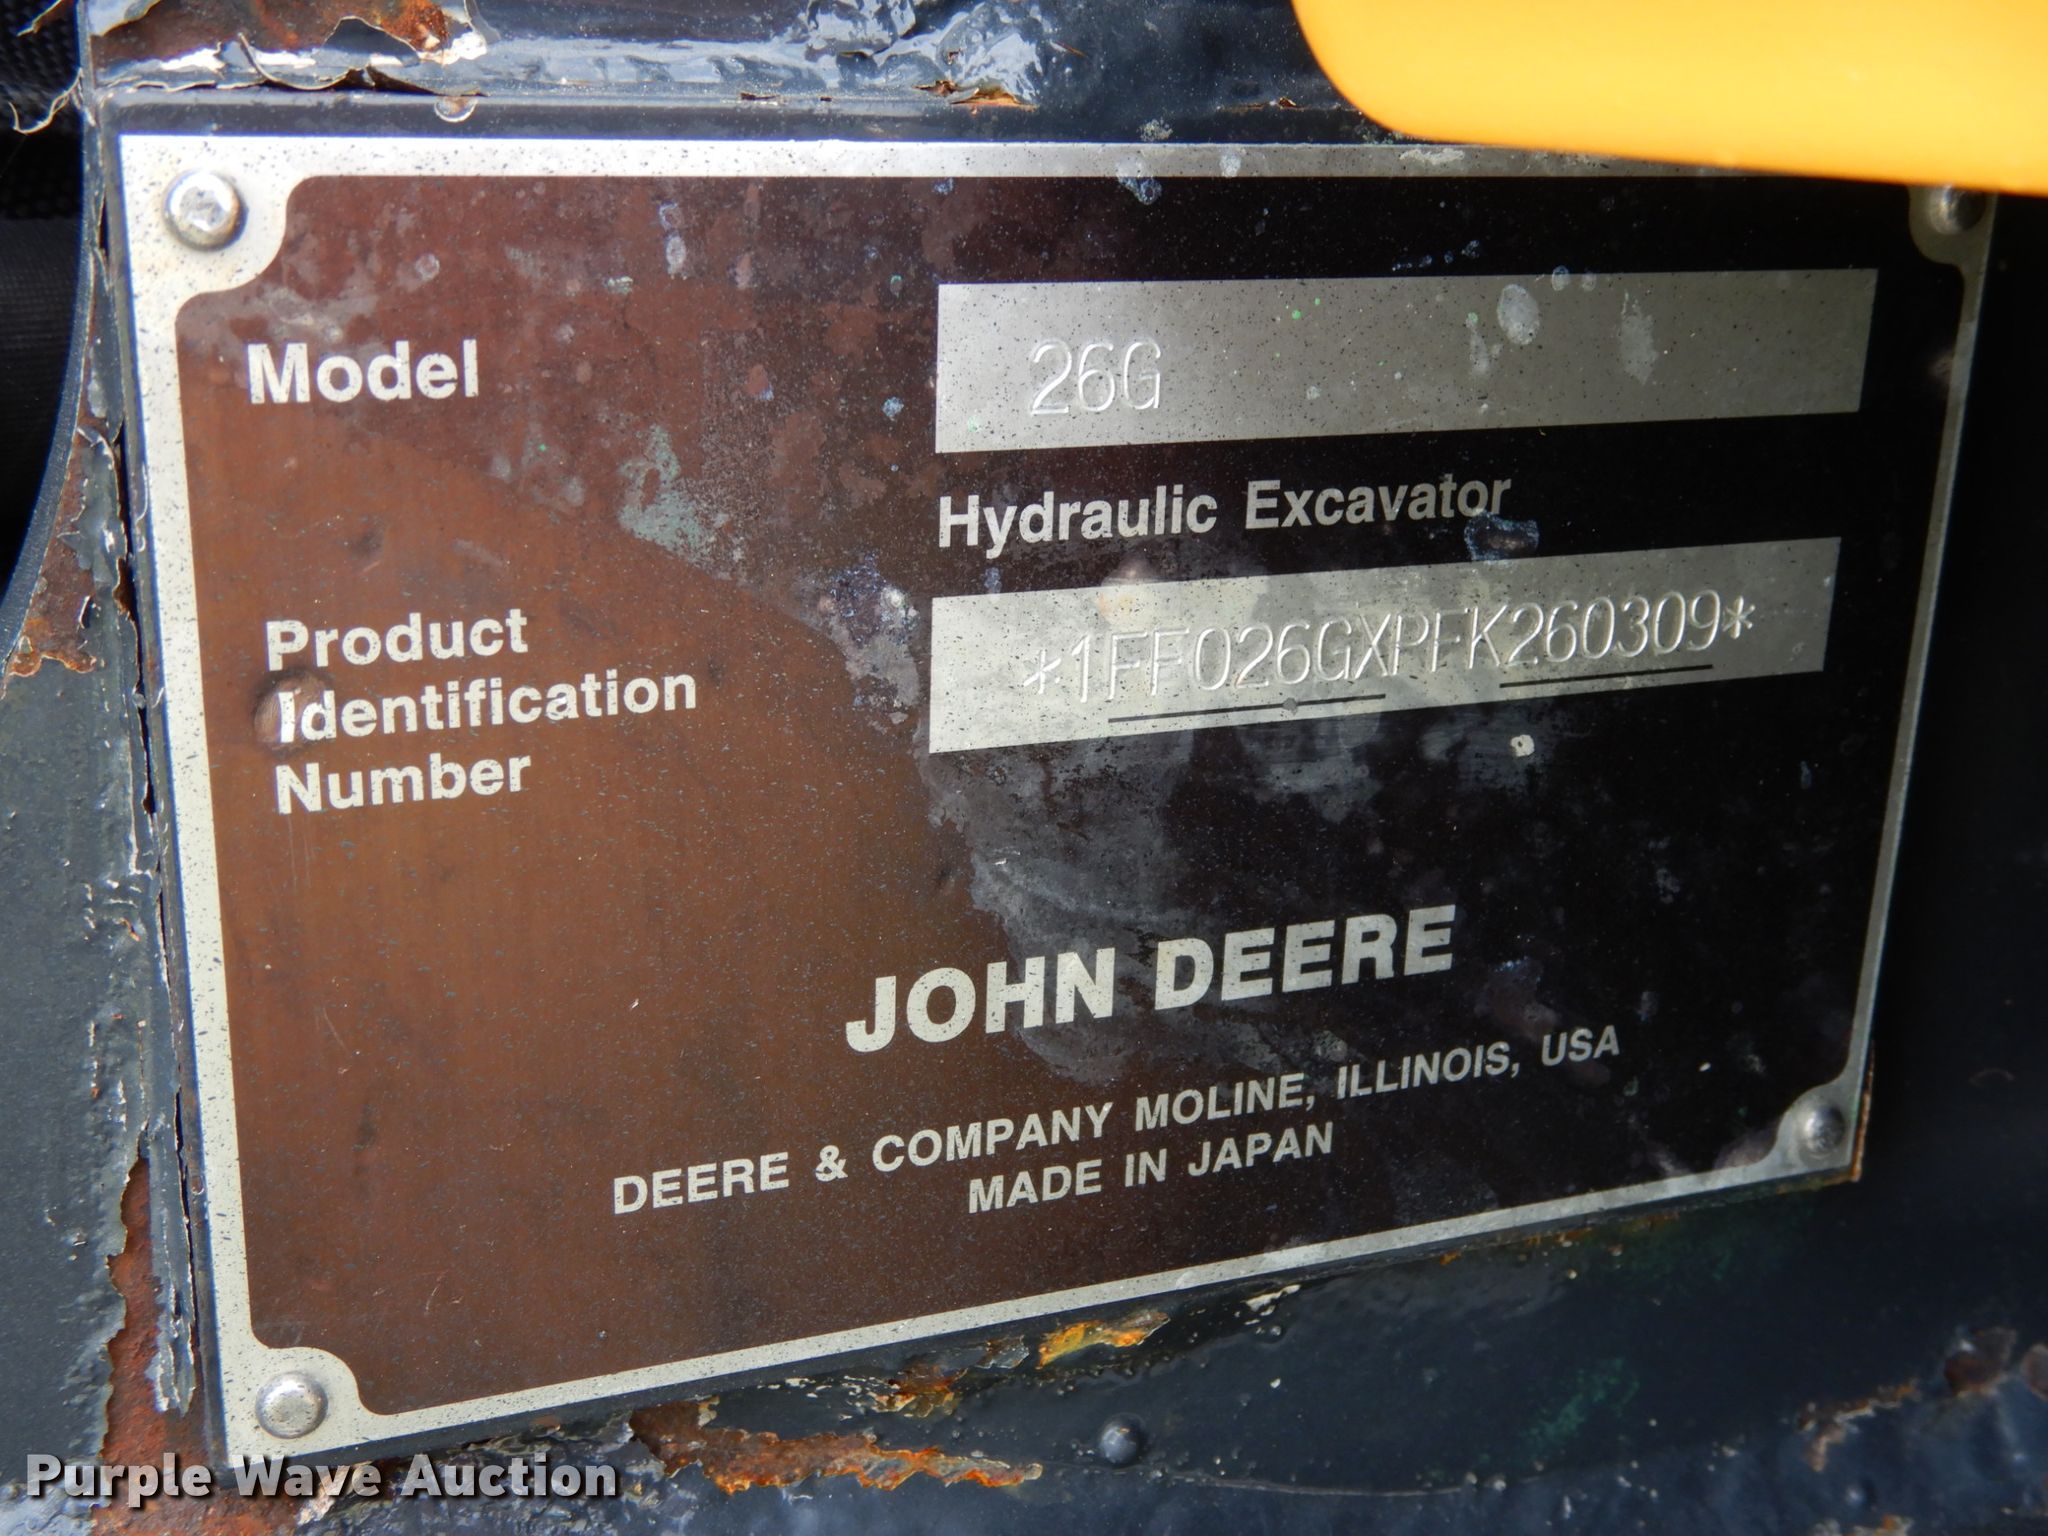 Model
26G
Hydraulic Excavator
Product
Identification
Number
*1FF026GXPFK260309*
JOHN DEERE
DEERE & COMPANY MOLINE, ILLINOIS, USA
MADE IN JAPAN
Purple Wave Auction